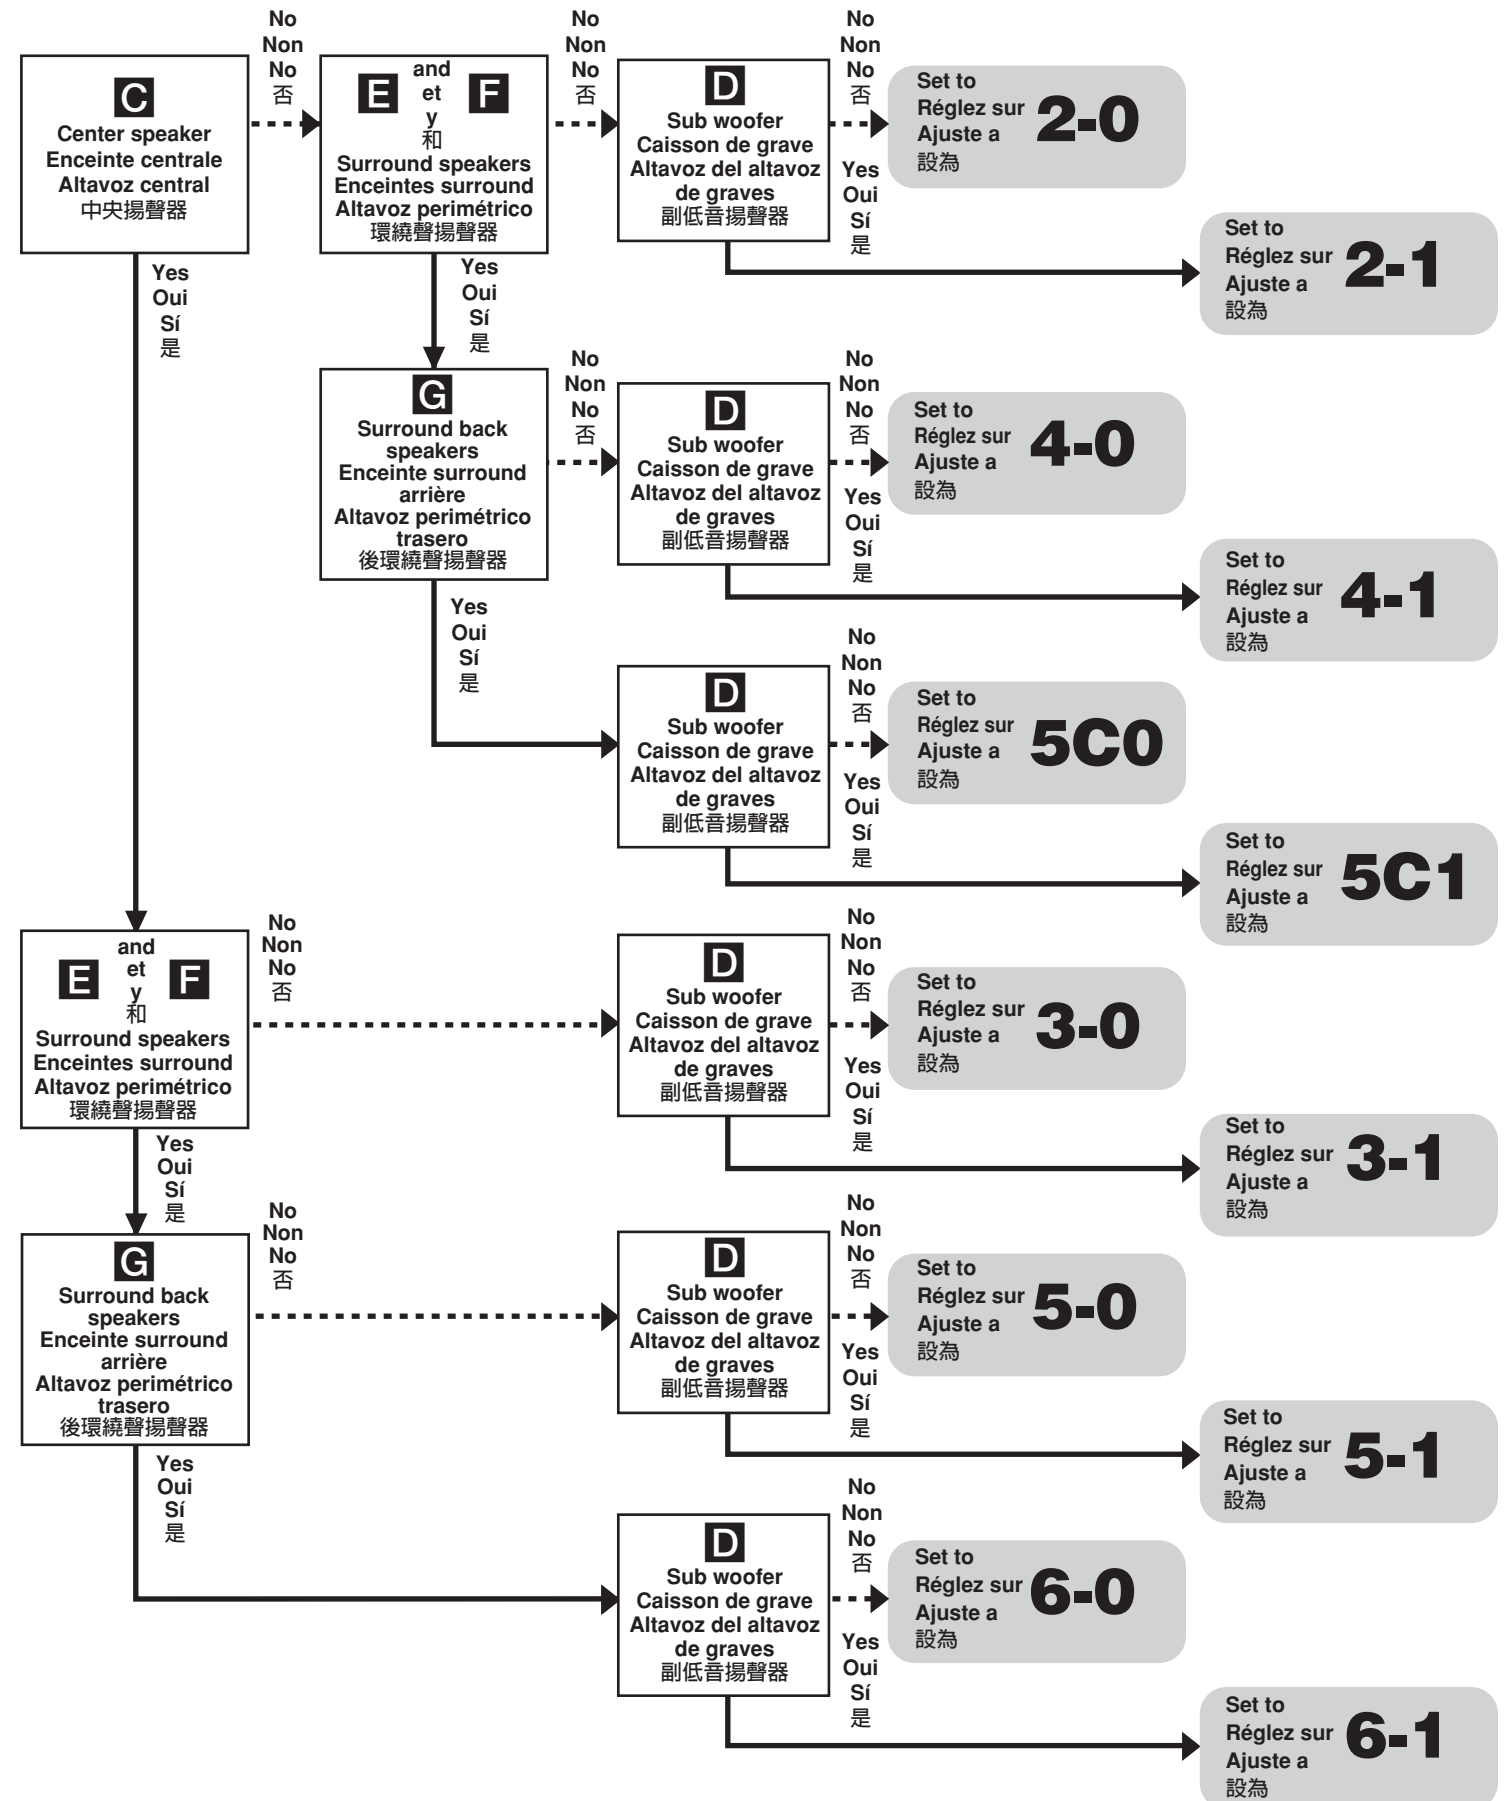 C
Center speaker
Enceinte centrale
Altavoz central
中央揚聲器
No
Non
No
否
E and F
et
y
和
Surround speakers
Enceintes surround
Altavoz perimétrico
環繞聲揚聲器
No
Non
No
否
D
Sub woofer
Caisson de grave
Altavoz del altavoz
de graves
副低音揚聲器
No
Non
No
否
Set to
Réglez sur
Ajuste a
設為
2-0
Yes
Oui
Sí
是
Set to
Réglez sur
Ajuste a
設為
2-1
Yes
Oui
Sí
是
Yes
Oui
Sí
是
G
Surround back
speakers
Enceinte surround
arrière
Altavoz perimétrico
trasero
後環繞聲揚聲器
No
Non
No
否
D
Sub woofer
Caisson de grave
Altavoz del altavoz
de graves
副低音揚聲器
No
Non
No
否
Set to
Réglez sur
Ajuste a
設為
4-0
Yes
Oui
Sí
是
Set to
Réglez sur
Ajuste a
設為
4-1
Yes
Oui
Sí
是
D
Sub woofer
Caisson de grave
Altavoz del altavoz
de graves
副低音揚聲器
No
Non
No
否
Set to
Réglez sur
Ajuste a
設為
5C0
Yes
Oui
Sí
是
Set to
Réglez sur
Ajuste a
設為
5C1
E and F
et
y
和
Surround speakers
Enceintes surround
Altavoz perimétrico
環繞聲揚聲器
No
Non
No
否
D
Sub woofer
Caisson de grave
Altavoz del altavoz
de graves
副低音揚聲器
No
Non
No
否
Set to
Réglez sur
Ajuste a
設為
3-0
Yes
Oui
Sí
是
Set to
Réglez sur
Ajuste a
設為
3-1
Yes
Oui
Sí
是
G
Surround back
speakers
Enceinte surround
arrière
Altavoz perimétrico
trasero
後環繞聲揚聲器
No
Non
No
否
D
Sub woofer
Caisson de grave
Altavoz del altavoz
de graves
副低音揚聲器
No
Non
No
否
Set to
Réglez sur
Ajuste a
設為
5-0
Yes
Oui
Sí
是
Set to
Réglez sur
Ajuste a
設為
5-1
Yes
Oui
Sí
是
D
Sub woofer
Caisson de grave
Altavoz del altavoz
de graves
副低音揚聲器
No
Non
No
否
Set to
Réglez sur
Ajuste a
設為
6-0
Yes
Oui
Sí
是
Set to
Réglez sur
Ajuste a
設為
6-1